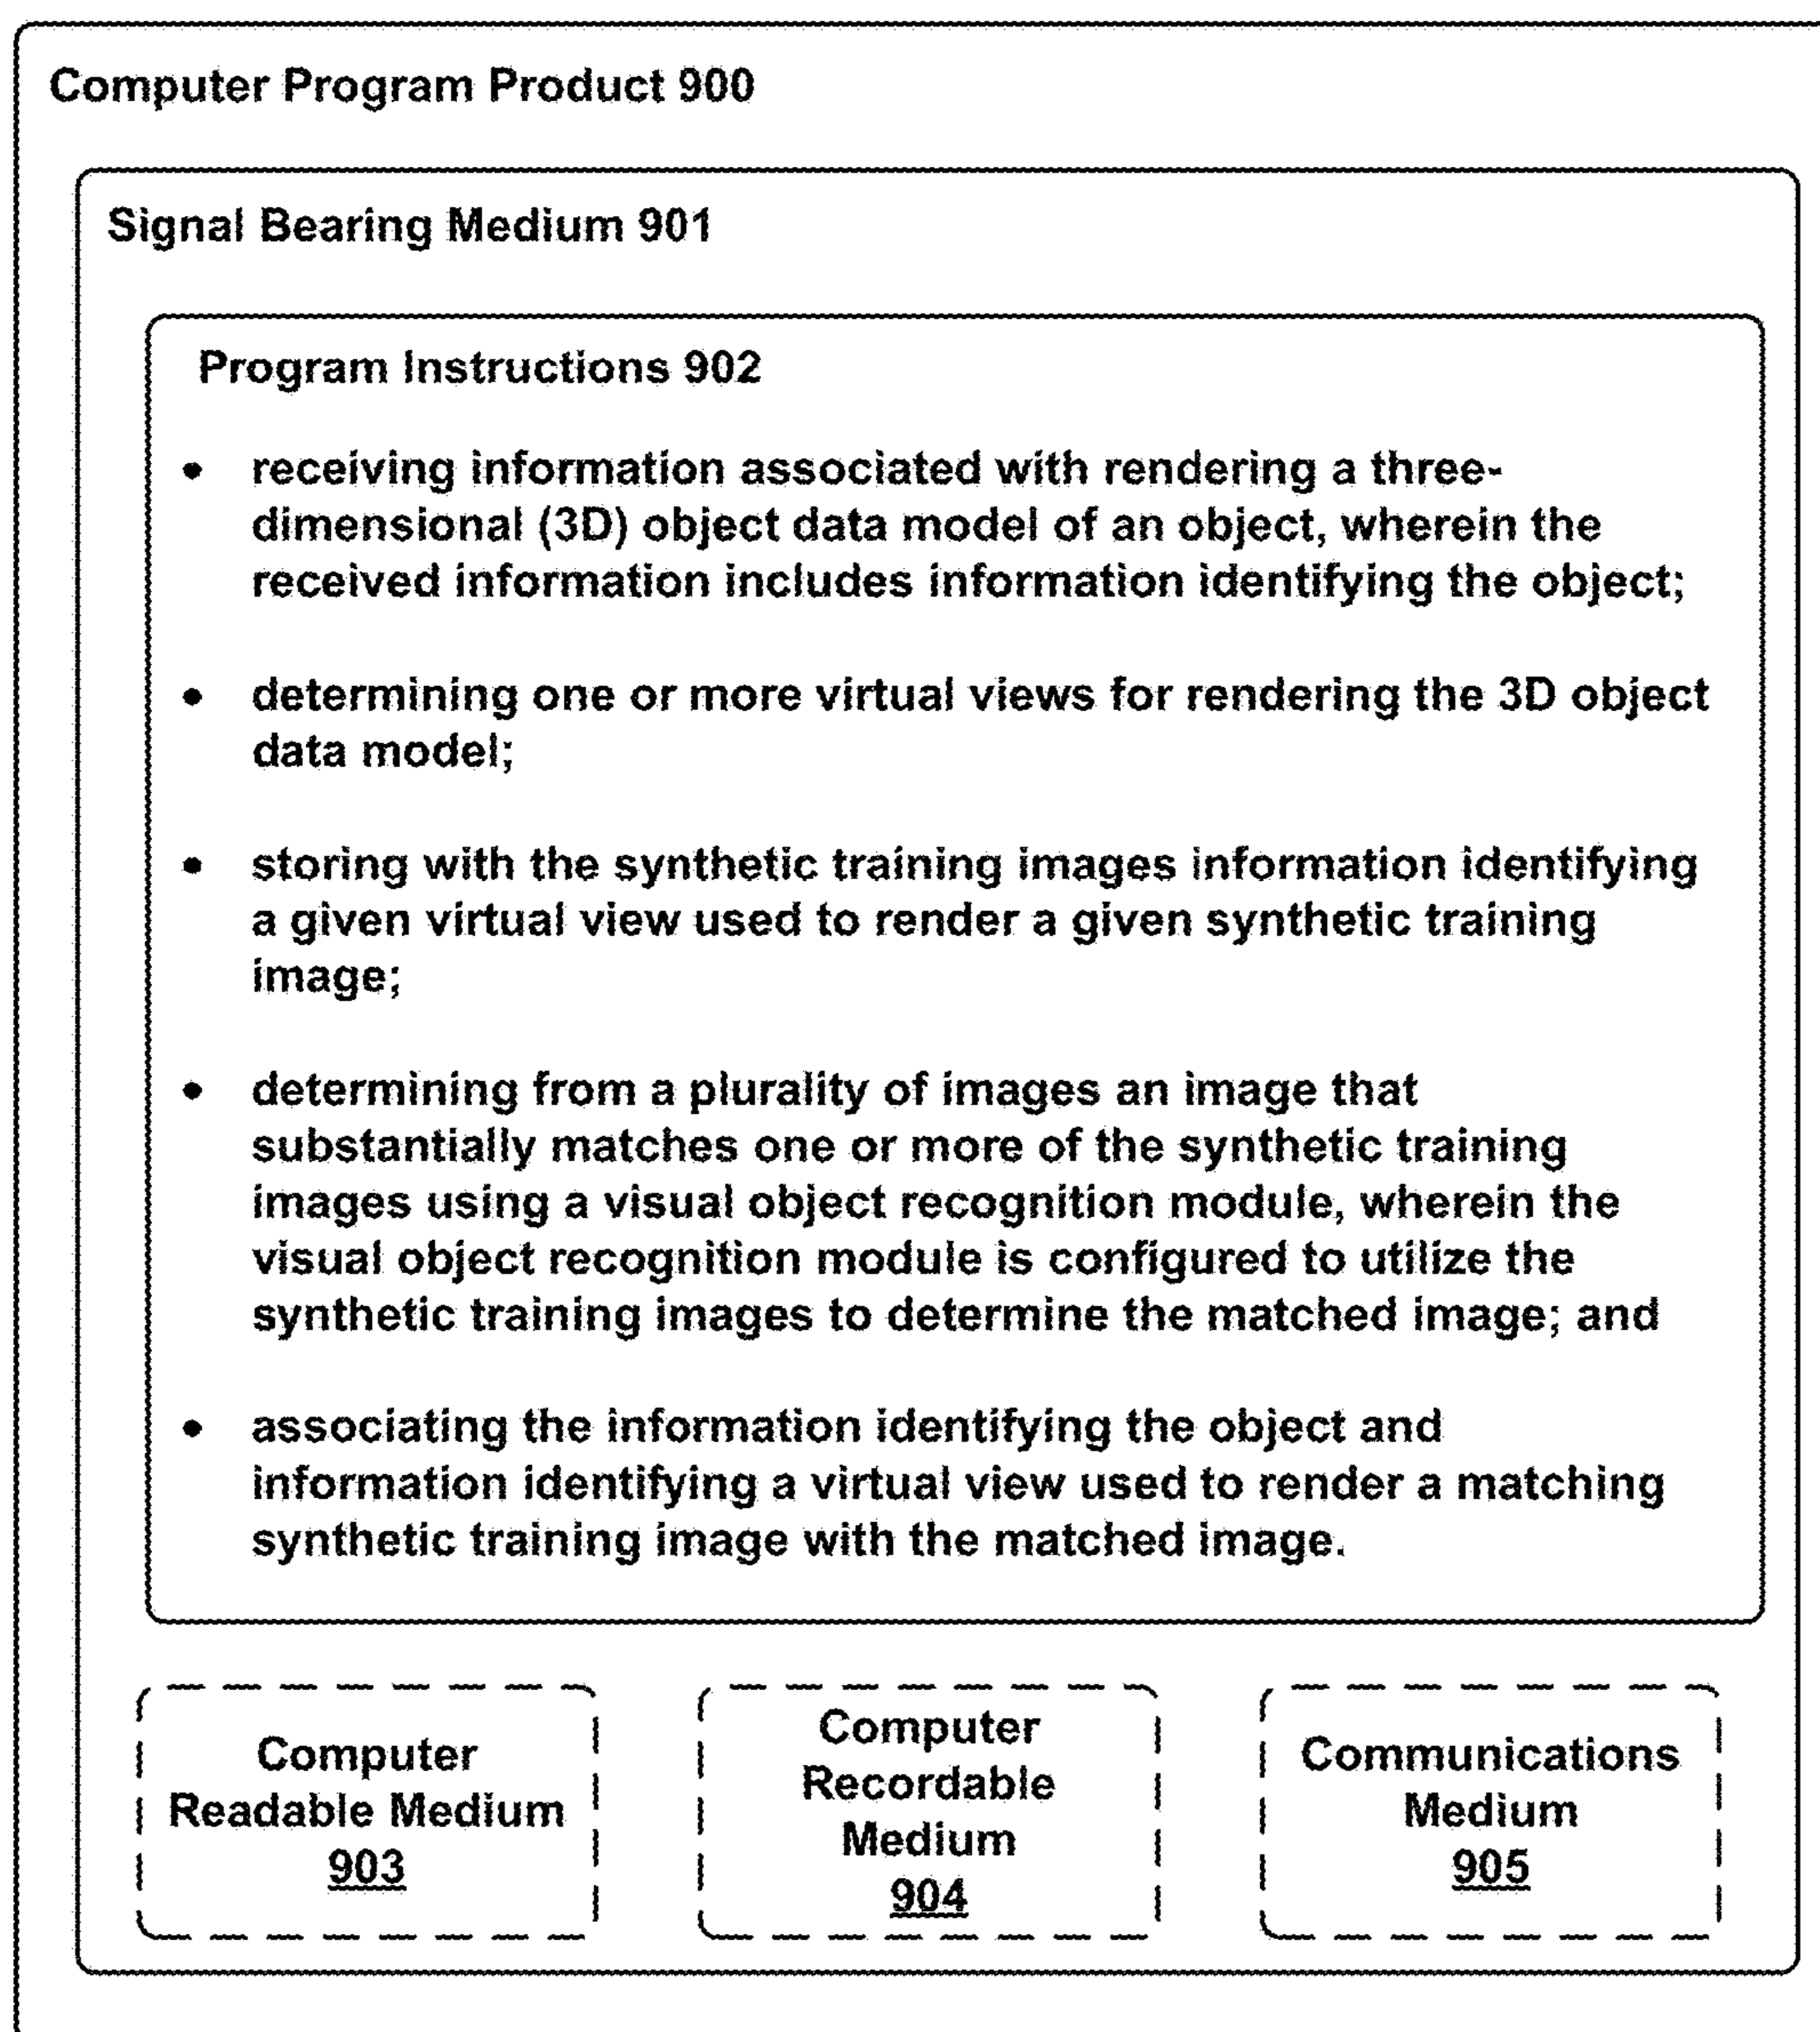 Computer Program Product 900
Signal Bearing Medium 901
Program Instructions 902
• receiving information associated with rendering a three-
dimensional (3D) object data model of an object, wherein the
received information includes information identifying the object;
• determining one or more virtual views for rendering the 3D object
data model;
• storing with the synthetic training images information identifying
a given virtual view used to render a given synthetic training
image;
• determining from a plurality of images an image that
substantially matches one or more of the synthetic training
images using a visual object recognition module, wherein the
visual object recognition module is configured to utilize the
synthetic training images to determine the matched image; and
• associating the information identifying the object and
information identifying a virtual view used to render a matching
synthetic training image with the matched image.
Computer
Readable Medium
903
Computer
Recordable
Medium
904
Communications
Medium
905